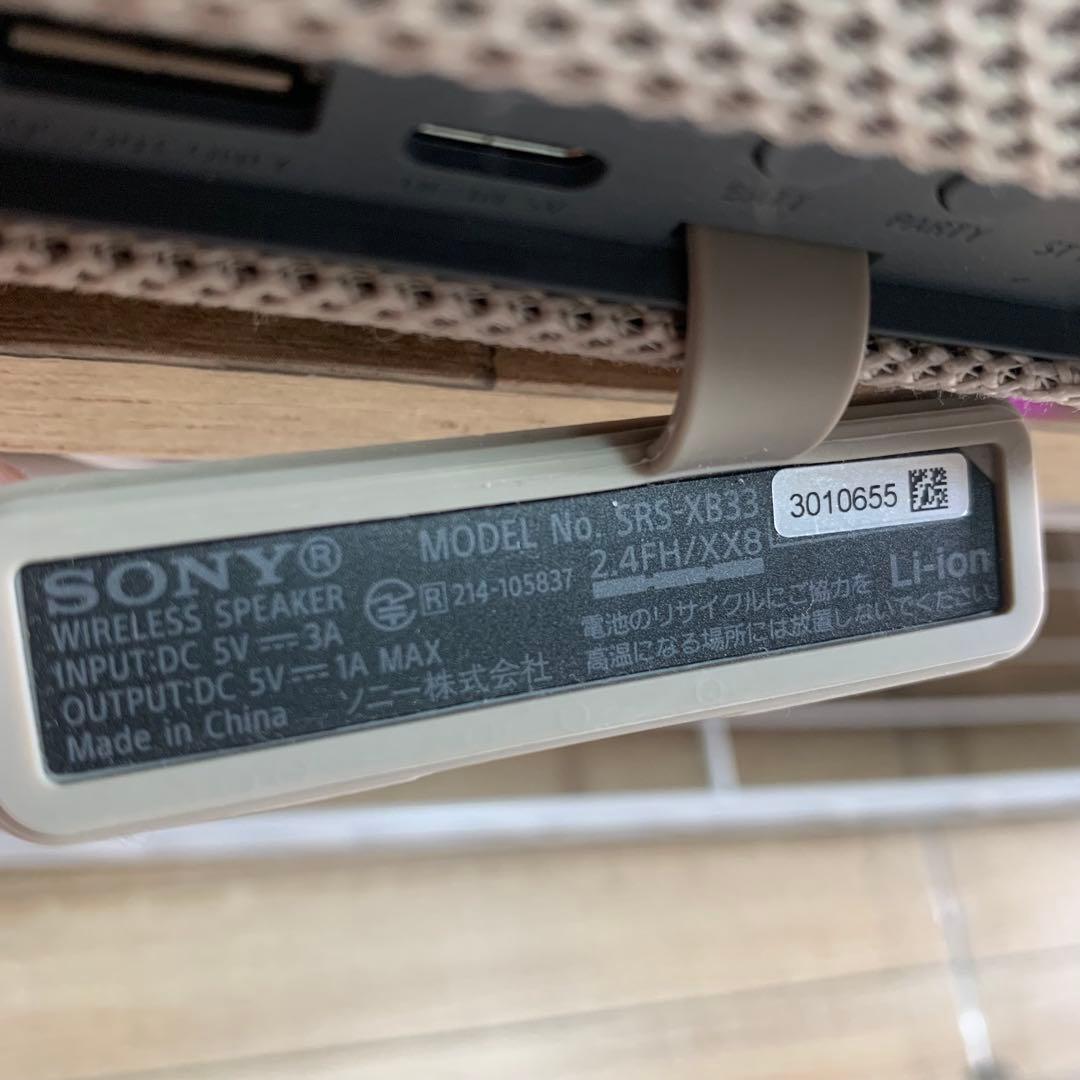 BATT
PARTY
SONY®
WIRELESS SPEAKER
INPUT:DC 5V 3A
OUTPUT:DC 5V 1A MAX
Made in China
MODEL No. SRS-XB33
R 214-105837
2.4FH/XX8
ソニー株式会社
3010655
Li-ion
電池のリサイクルにご協力を
高温になる場所には放置しないでください